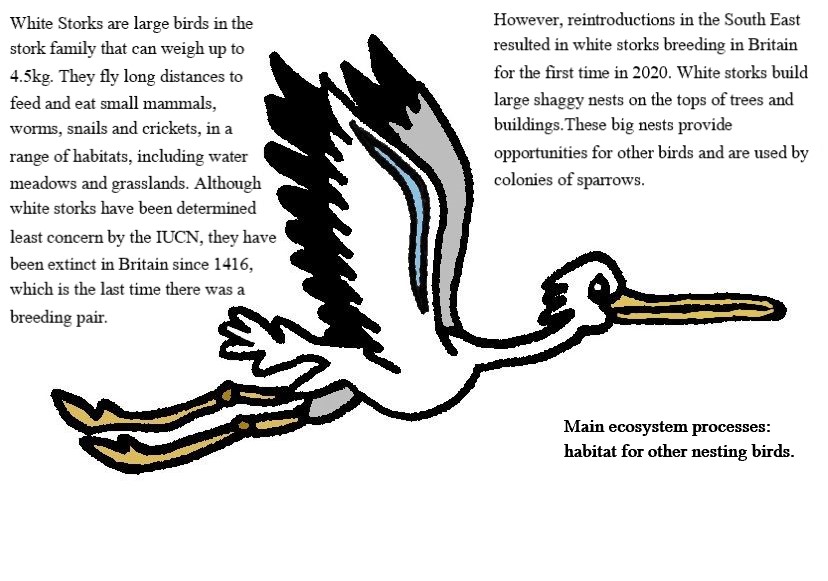 White Storks are large birds in the
stork family that can weigh up to
4.5kg. They fly long distances to
feed and eat small mammals,
worms, snails and crickets, in a
range of habitats, including water
meadows and grasslands. Although
white storks have been determined
least concern by the IUCN, they have
been extinct in Britain since 1416,
which is the last time there was a
breeding pair.
However, reintroductions in the South East
resulted in white storks breeding in Britain
for the first time in 2020. White storks build
large shaggy nests on the tops of trees and
buildings.These big nests provide
opportunities for other birds and are used by
colonies of sparrows.
Main ecosystem processes:
habitat for other nesting birds.